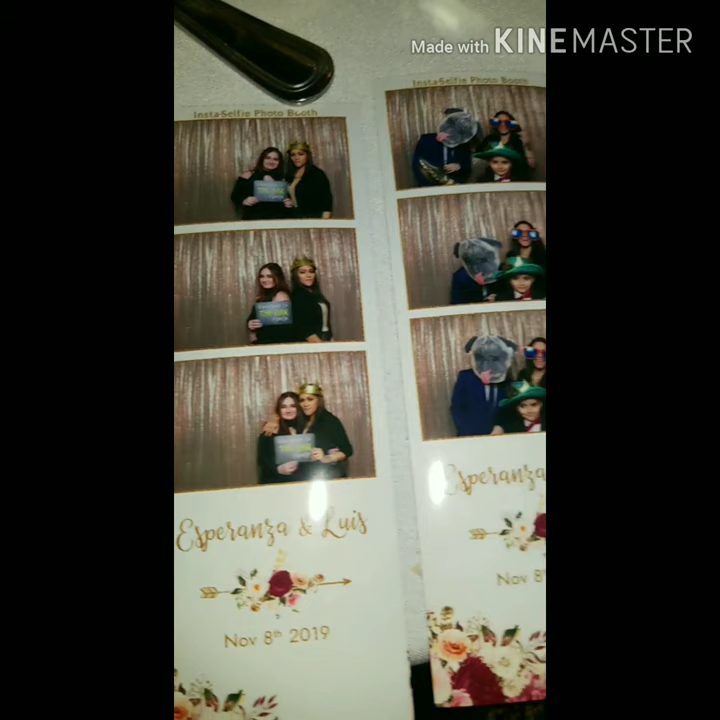 Made with KINEMASTER
InstaSelfie Photo Booth
Esperanza & Luis
Nov 8th 2019
InstaSelfie Photo Booth
Esperanza
Nov 8